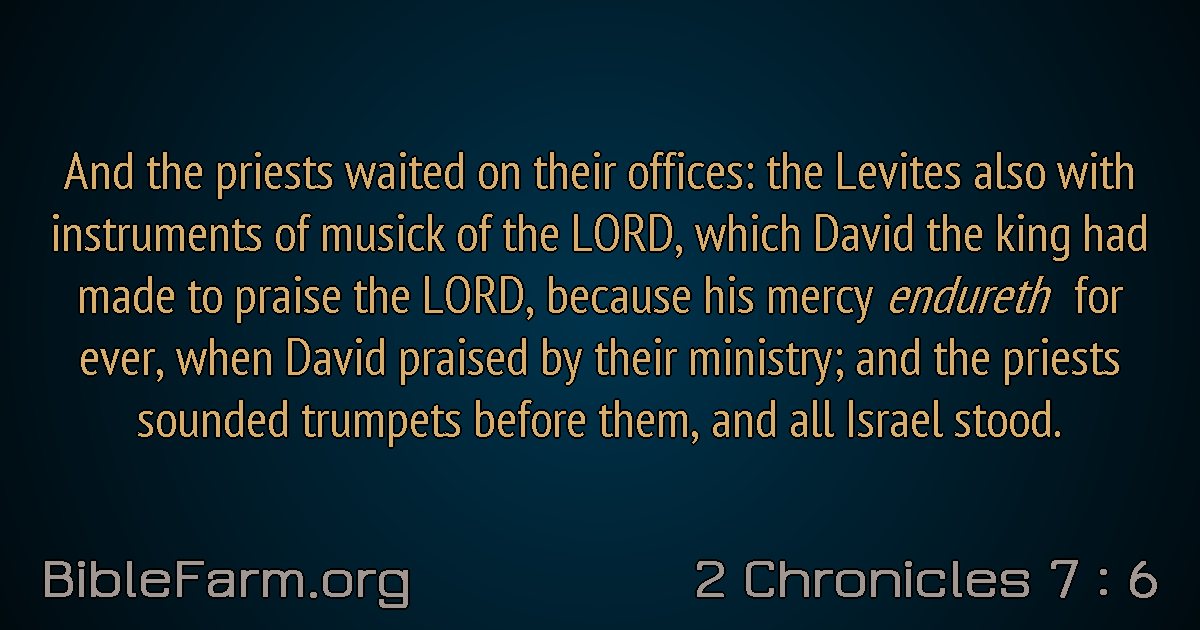 And the priests waited on their offices: the Levites also with
instruments of musick of the LORD, which David the king had
made to praise the LORD, because his mercy endureth for
ever, when David praised by their ministry; and the priests
sounded trumpets before them, and all Israel stood.
BibleFarm.org
2 Chronicles 7 : 6